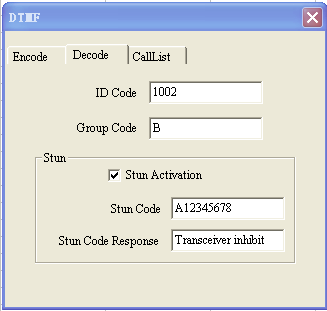 DTMF
Encode Decode CallList
ID Code 1002
Group Code B
Stun
Stun Activation
Stun Code A12345678
Stun Code Response Transceiver inhibit